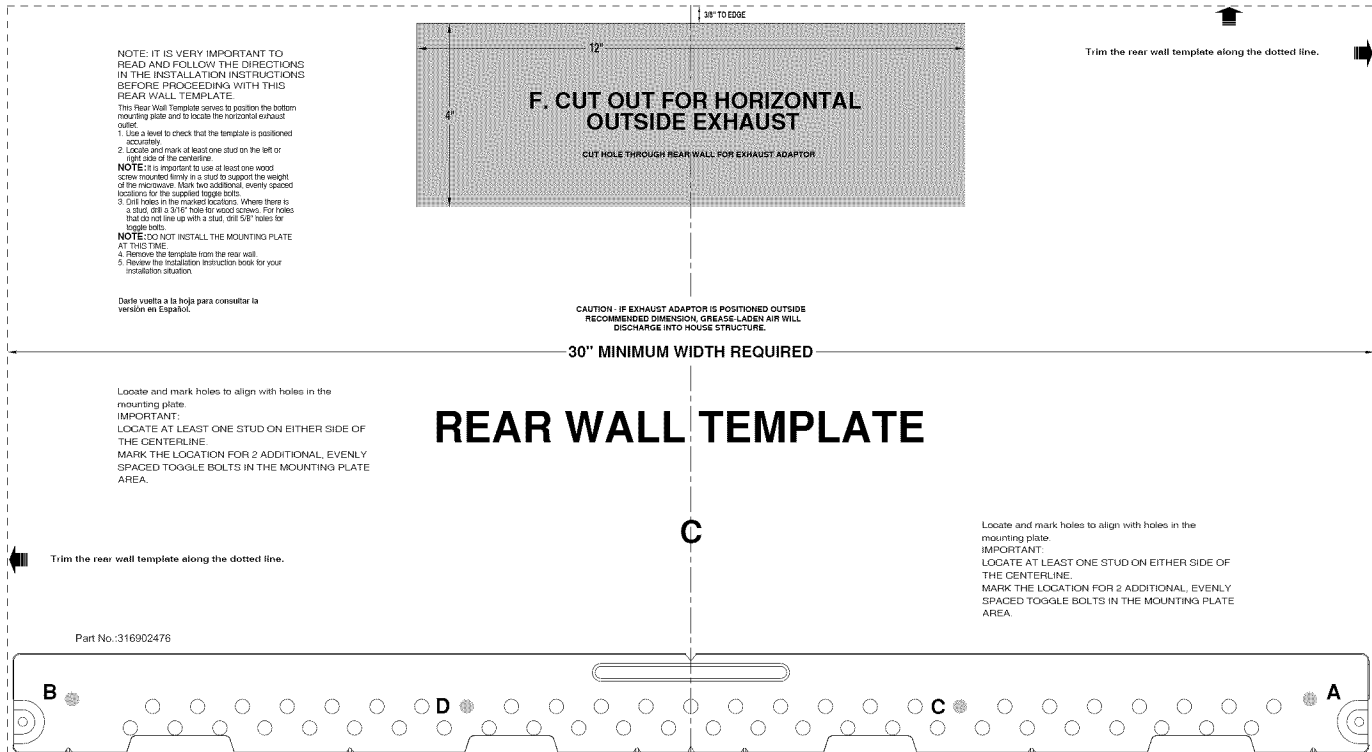 3/8" TO EDGE
12"
4"
F. CUT OUT FOR HORIZONTAL
OUTSIDE EXHAUST
CUT HOLE THROUGH REAR WALL FOR EXHAUST ADAPTOR
Trim the rear wall template along the dotted line.
NOTE: IT IS VERY IMPORTANT TO
READ AND FOLLOW THE DIRECTIONS
IN THE INSTALLATION INSTRUCTIONS
BEFORE PROCEEDING WITH THIS
REAR WALL TEMPLATE.
This Rear Wall Template serves to position the bottom
mounting plate and to locate the horizontal exhaust
outlet.
1. Use a level to check that the template is positioned
accurately.
2. Locate and mark at least one stud on the left or
right side of the centerline.
NOTE: It is important to use at least one wood
screw mounted firmly in a stud to support the weight
of the microwave. Mark two additional, evenly spaced
locations for the supplied toggle bolts.
3. Drill holes in the marked locations. Where there is
a stud, drill a 3/16" hole for wood screws. For holes
that do not line up with a stud, drill 5/8" holes for
toggle bolts.
NOTE: DO NOT INSTALL THE MOUNTING PLATE
AT THIS TIME.
4. Remove the template from the rear wall.
5. Review the Installation Instruction book for your
installation situation.
Darle vuelta a la hoja para consultar la
versión en Español.
CAUTION - IF EXHAUST ADAPTOR IS POSITIONED OUTSIDE
RECOMMENDED DIMENSION, GREASE-LADEN AIR WILL
DISCHARGE INTO HOUSE STRUCTURE.
30" MINIMUM WIDTH REQUIRED
Locate and mark holes to align with holes in the
mounting plate.
IMPORTANT:
LOCATE AT LEAST ONE STUD ON EITHER SIDE OF
THE CENTERLINE.
MARK THE LOCATION FOR 2 ADDITIONAL, EVENLY
SPACED TOGGLE BOLTS IN THE MOUNTING PLATE
AREA.
REAR WALL TEMPLATE
C
Trim the rear wall template along the dotted line.
Locate and mark holes to align with holes in the
mounting plate.
IMPORTANT:
LOCATE AT LEAST ONE STUD ON EITHER SIDE OF
THE CENTERLINE.
MARK THE LOCATION FOR 2 ADDITIONAL, EVENLY
SPACED TOGGLE BOLTS IN THE MOUNTING PLATE
AREA.
Part No.:316902476
B
D
C
A